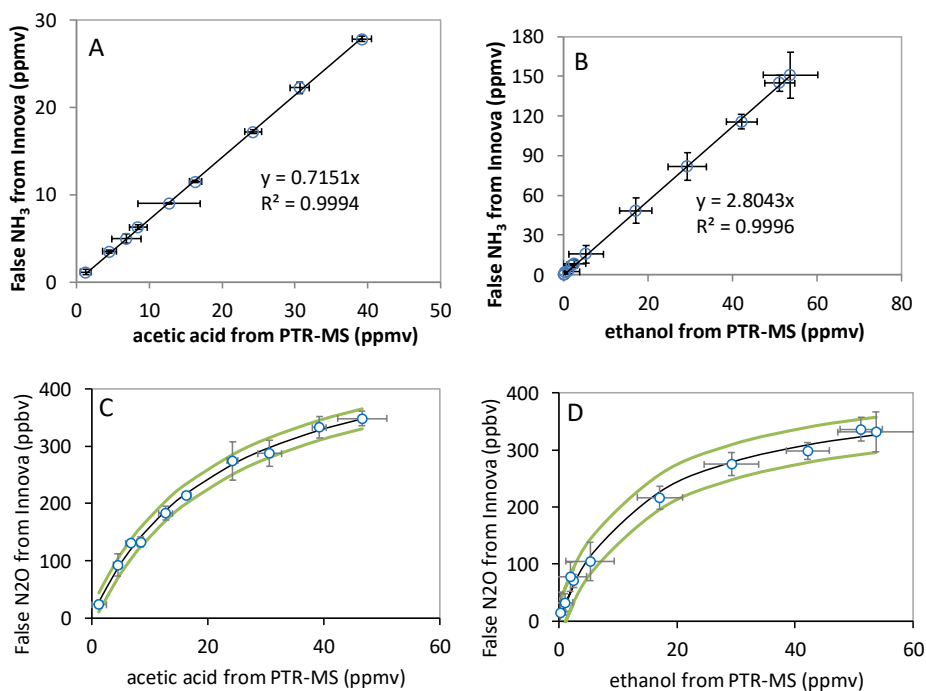 A
False NH₃ from Innova (ppmv)
30
20
10
0
y = 0.7151x
R² = 0.9994
0 10 20 30 40 50
acetic acid from PTR-MS (ppmv)
B
False NH₃ from Innova (ppmv)
180
150
120
90
60
30
0
y = 2.8043x
R² = 0.9996
0 20 40 60 80
ethanol from PTR-MS (ppmv)
C
False N2O from Innova (ppbv)
400
300
200
100
0
0 20 40 60
acetic acid from PTR-MS (ppmv)
D
False N2O from Innova (ppbv)
400
300
200
100
0
0 20 40 60
ethanol from PTR-MS (ppmv)